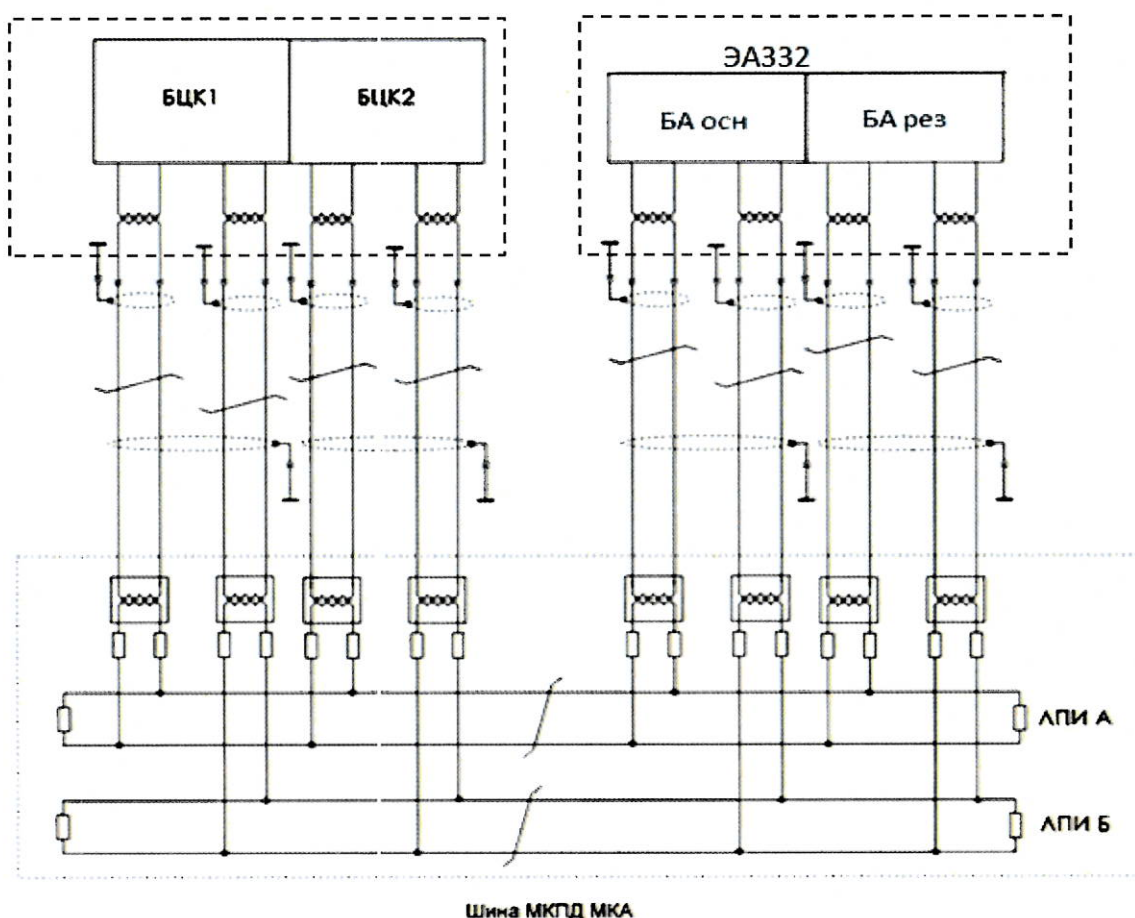 ЭА332
БЦК1
БЦК2
БА осн
БА рез
ЛПИ А
ЛПИ Б
Шина МКПД МКА